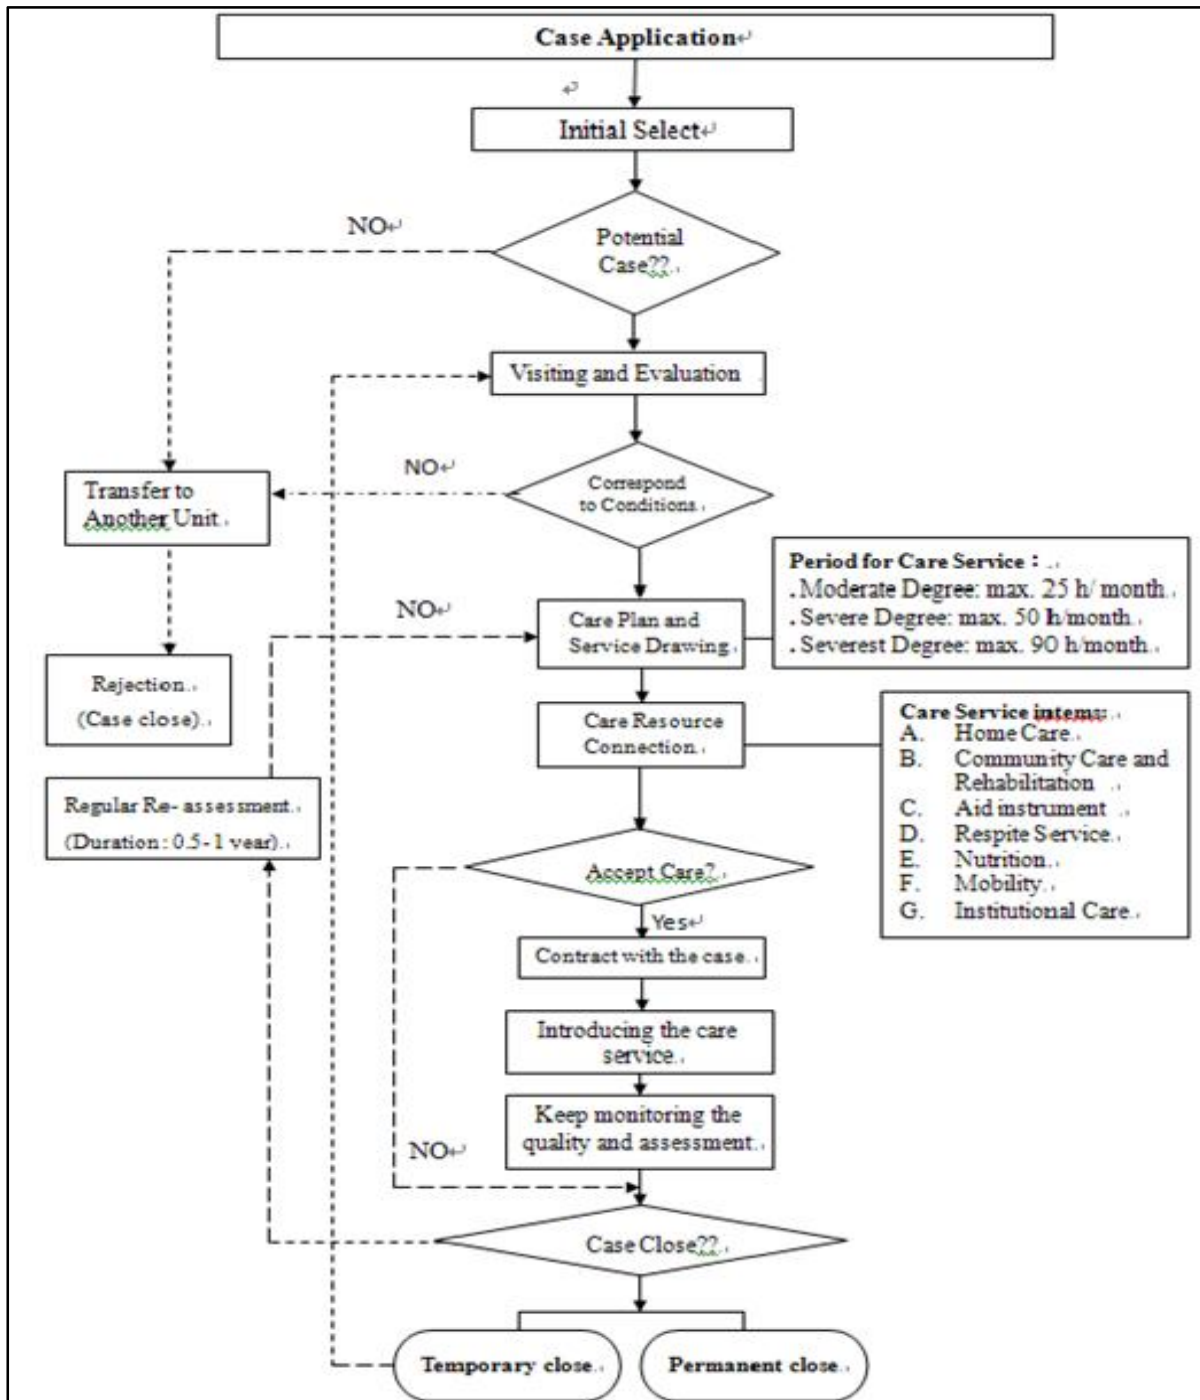 Case Application
Initial Select
NO
Potential
Case??
Visiting and Evaluation
NO
Correspond
to Conditions
Transfer to
Another Unit
Period for Care Service :
. Moderate Degree: max. 25 h/ month
. Severe Degree: max. 50 h/month
. Severest Degree: max. 90 h/month
NO
Care Plan and
Service Drawing
Rejection
(Case close)
Care Resource
Connection
Care Service intems:
A. Home Care
B. Community Care and
Rehabilitation
C. Aid instrument
D. Respite Service
E. Nutrition
F. Mobility
G. Institutional Care
Regular Re- assessment
(Duration : 0.5- 1 year)
Accept Care?
Yes
Contract with the case
Introducing the care
service
Keep monitoring the
quality and assessment
NO
Case Close??
Temporary close
Permanent close